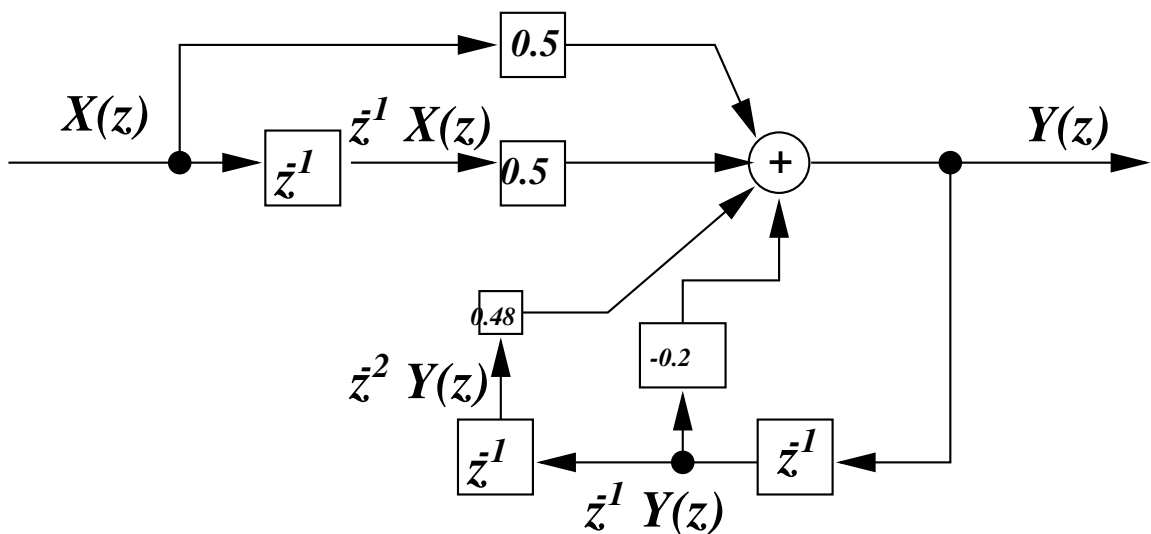 0.5
X(z)
z⁻¹ X(z)
Y(z)
z⁻¹
0.5
+
0.48
-0.2
z⁻² Y(z)
z⁻¹
z⁻¹
z⁻¹ Y(z)